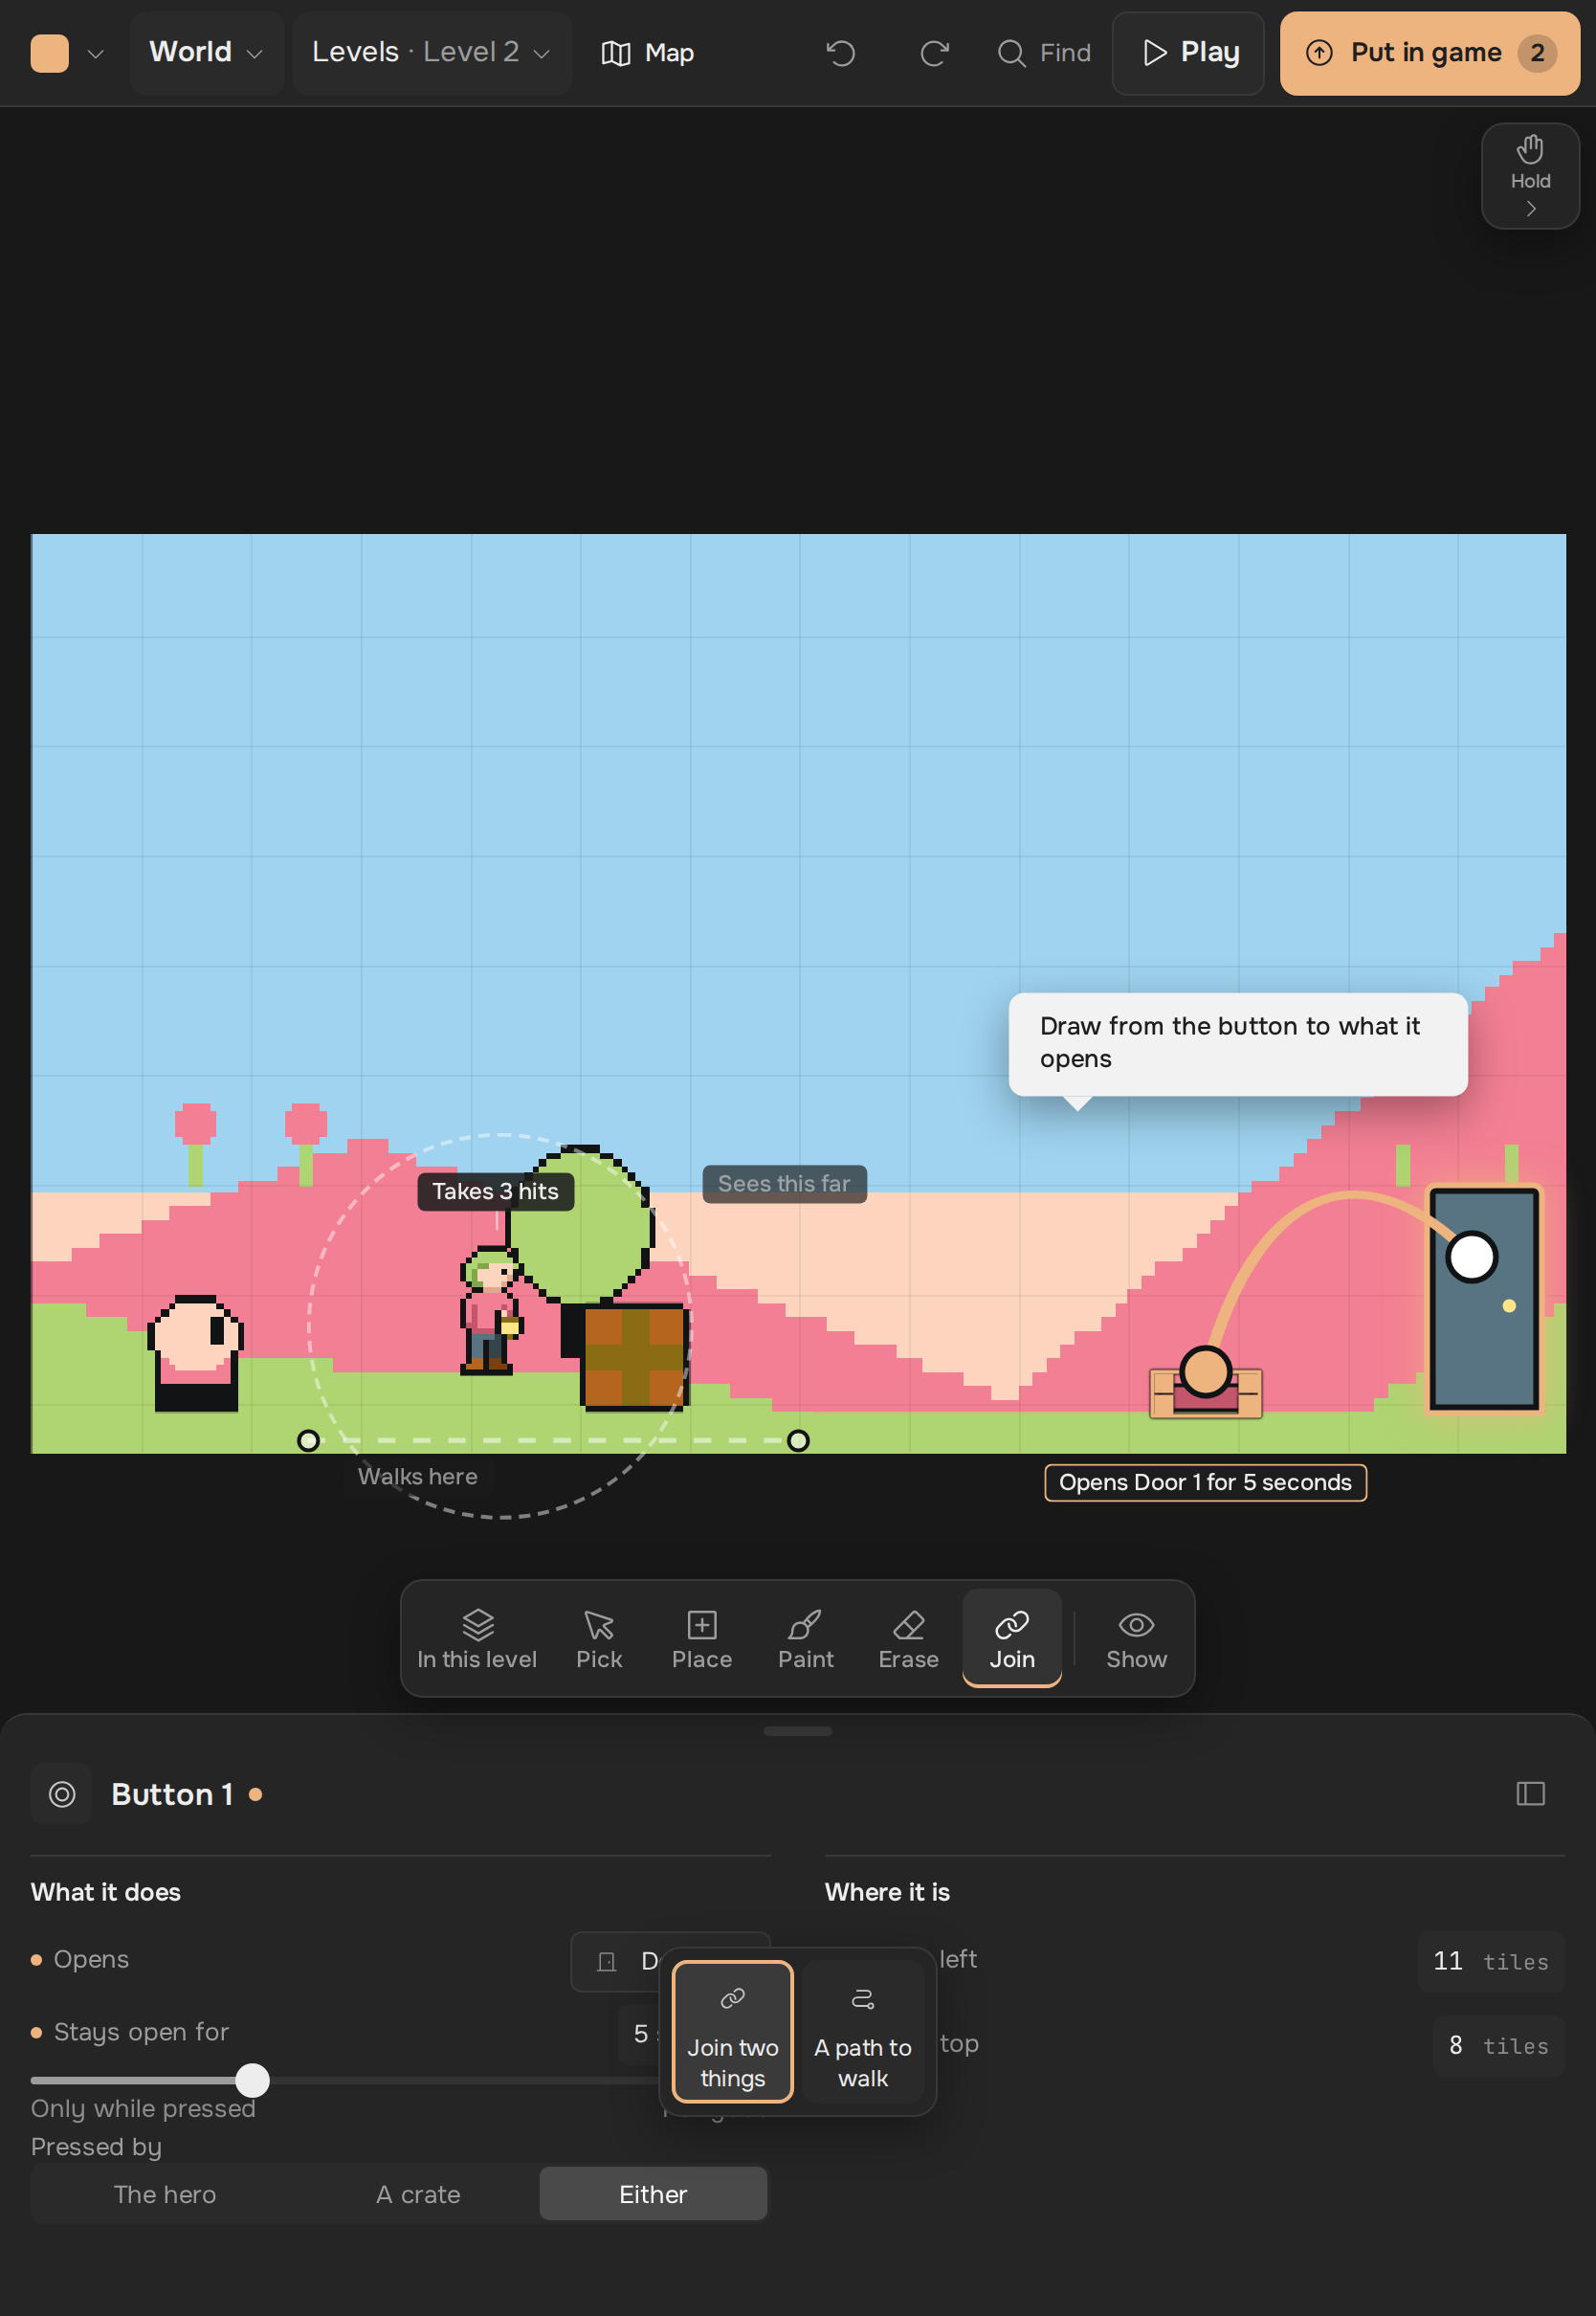 World
Levels · Level 2
Map
Find
Play
Put in game 2
Hold
Draw from the button to what it
opens
Takes 3 hits
Sees this far
Walks here
Opens Door 1 for 5 seconds
In this level
Pick
Place
Paint
Erase
Join
Show
Button 1
What it does
Where it is
Opens
left
11 tiles
Stays open for
5
top
8 tiles
Join two
things
A path to
walk
Only while pressed
Pressed by
The hero
A crate
Either